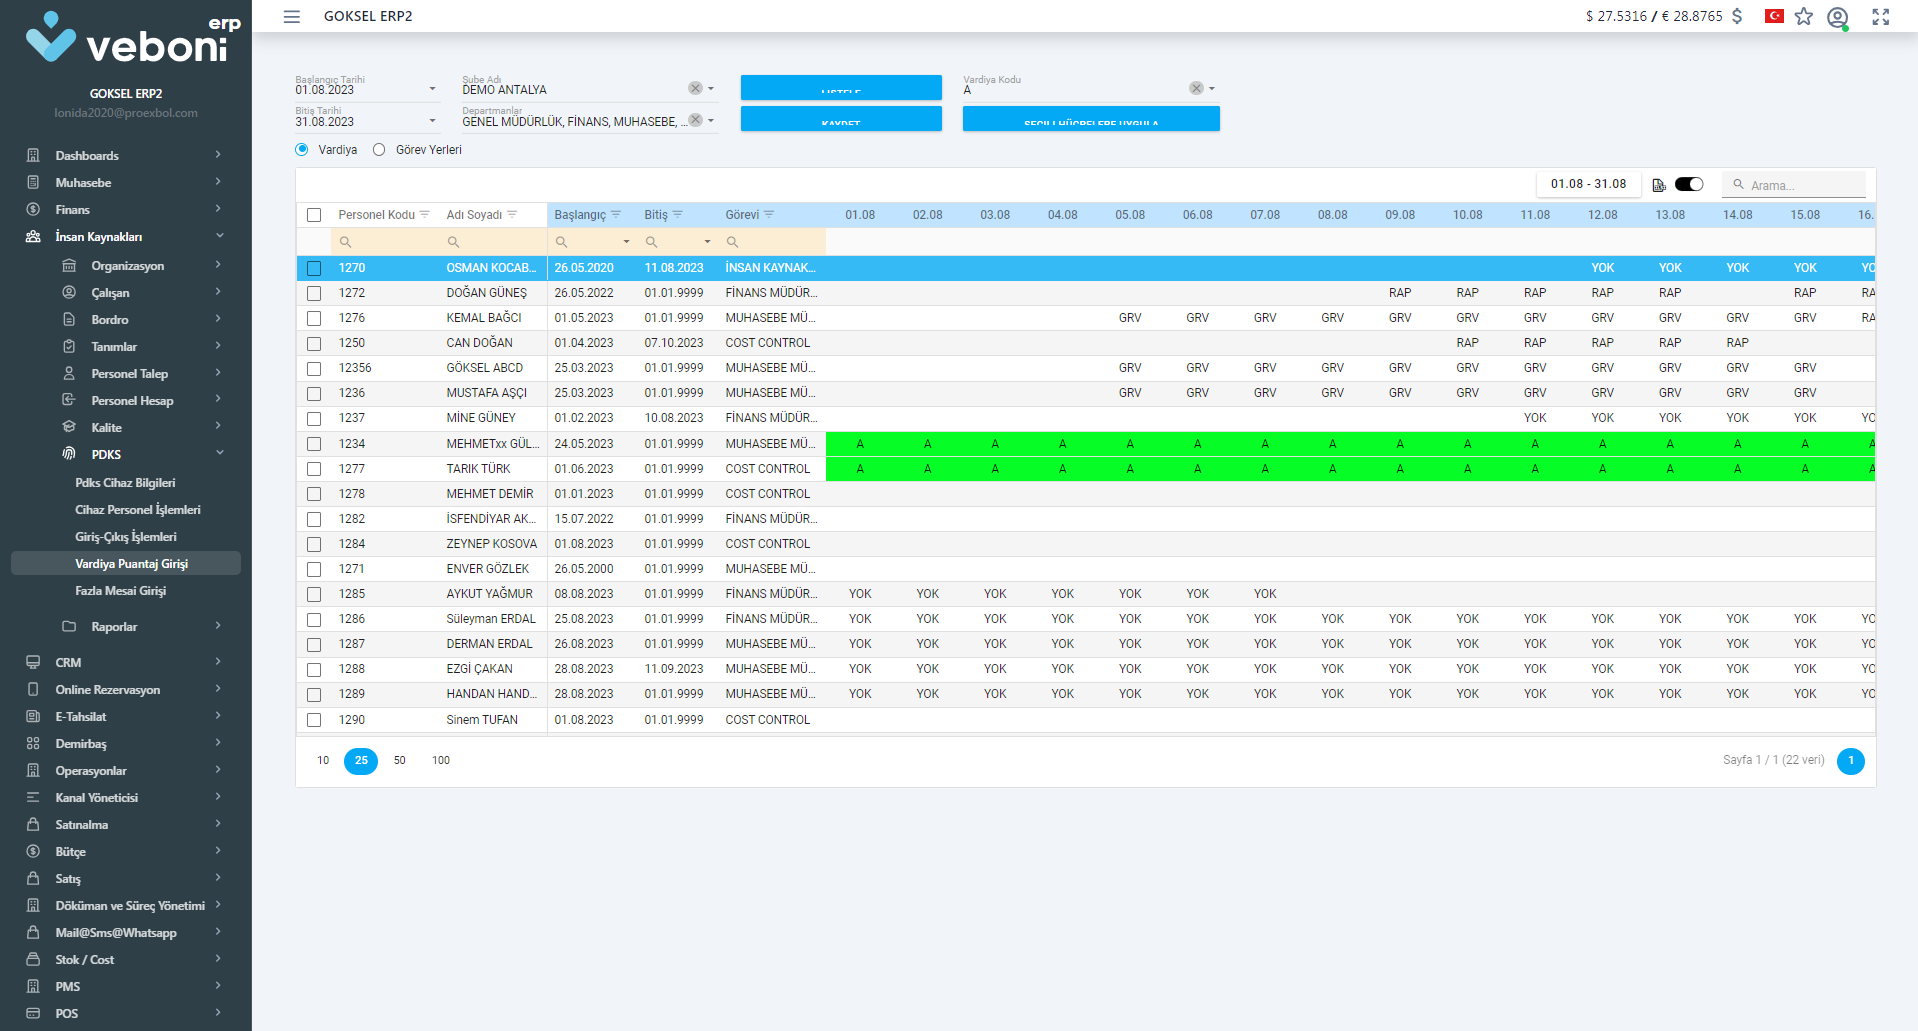 erp
veboni
GOKSEL ERP2
lonida2020@proexbol.com
Dashboards
Muhasebe
Finans
İnsan Kaynakları
Organizasyon
Çalışan
Bordro
Tanımlar
Personel Talep
Personel Hesap
Kalite
PDKS
Pdks Cihaz Bilgileri
Cihaz Personel İşlemleri
Giriş-Çıkış İşlemleri
Vardiya Puantaj Girişi
Fazla Mesai Girişi
Raporlar
CRM
Online Rezervasyon
E-Tahsilat
Demirbaş
Operasyonlar
Kanal Yöneticisi
Satınalma
Bütçe
Satış
Döküman ve Süreç Yönetimi
Mail@Sms@Whatsapp
Stok / Cost
PMS
POS
GOKSEL ERP2 $ 27.5316 / € 28.8765 $
Başlangıç Tarihi Şube Adı Vardiya Kodu
01.08.2023 DEMO ANTALYA LISTELE A
Bitiş Tarihi Departmanlar
31.08.2023 GENEL MÜDÜRLÜK, FİNANS, MUHASEBE, ... KAYDET SEÇILI HÜCRELERE UYGULA
Vardiya Görev Yerleri
01.08 - 31.08 Arama...
Personel Kodu Adı Soyadı Başlangıç Bitiş Görevi 01.08 02.08 03.08 04.08 05.08 06.08 07.08 08.08 09.08 10.08 11.08 12.08 13.08 14.08 15.08 16.
1270 OSMAN KOCAB... 26.05.2020 11.08.2023 İNSAN KAYNAK... YOK YOK YOK YOK YO
1272 DOĞAN GÜNEŞ 26.05.2022 01.01.9999 FİNANS MÜDÜR... RAP RAP RAP RAP RAP RAP RA
1276 KEMAL BAĞCI 01.05.2023 01.01.9999 MUHASEBE MÜ... GRV GRV GRV GRV GRV GRV GRV GRV GRV GRV GRV RA
1250 CAN DOĞAN 01.04.2023 07.10.2023 COST CONTROL RAP RAP RAP RAP RAP
12356 GÖKSEL ABCD 25.03.2023 01.01.9999 MUHASEBE MÜ... GRV GRV GRV GRV GRV GRV GRV GRV GRV GRV GRV
1236 MUSTAFA AŞÇI 25.03.2023 01.01.9999 MUHASEBE MÜ... GRV GRV GRV GRV GRV GRV GRV GRV GRV GRV GRV
1237 MİNE GÜNEY 01.02.2023 10.08.2023 FİNANS MÜDÜR... YOK YOK YOK YOK YOK YO
1234 MEHMETxx GÜL... 24.05.2023 01.01.9999 MUHASEBE MÜ... A A A A A A A A A A A A A A A A
1277 TARIK TÜRK 01.06.2023 01.01.9999 COST CONTROL A A A A A A A A A A A A A A A A
1278 MEHMET DEMİR 01.01.2023 01.01.9999 COST CONTROL
1282 İSFENDİYAR AK... 15.07.2022 01.01.9999 FİNANS MÜDÜR...
1284 ZEYNEP KOSOVA 01.08.2023 01.01.9999 COST CONTROL
1271 ENVER GÖZLEK 26.05.2000 01.01.9999 MUHASEBE MÜ...
1285 AYKUT YAĞMUR 08.08.2023 01.01.9999 FİNANS MÜDÜR... YOK YOK YOK YOK YOK YOK YOK
1286 Süleyman ERDAL 25.08.2023 01.01.9999 FİNANS MÜDÜR... YOK YOK YOK YOK YOK YOK YOK YOK YOK YOK YOK YOK YOK YOK YOK YO
1287 DERMAN ERDAL 26.08.2023 01.01.9999 MUHASEBE MÜ... YOK YOK YOK YOK YOK YOK YOK YOK YOK YOK YOK YOK YOK YOK YOK YO
1288 EZGİ ÇAKAN 28.08.2023 11.09.2023 MUHASEBE MÜ... YOK YOK YOK YOK YOK YOK YOK YOK YOK YOK YOK YOK YOK YOK YOK YO
1289 HANDAN HAND... 28.08.2023 01.01.9999 MUHASEBE MÜ... YOK YOK YOK YOK YOK YOK YOK YOK YOK YOK YOK YOK YOK YOK YOK YO
1290 Sinem TUFAN 01.08.2023 01.01.9999 COST CONTROL
10 25 50 100 Sayfa 1 / 1 (22 veri) 1